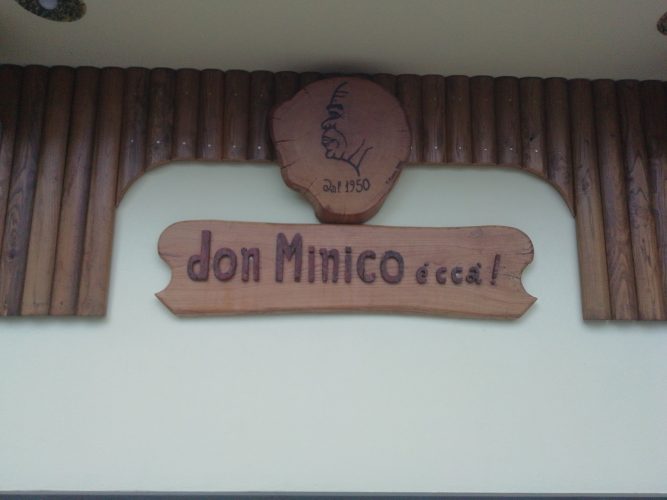 dal 1950
don Minico é ccà!